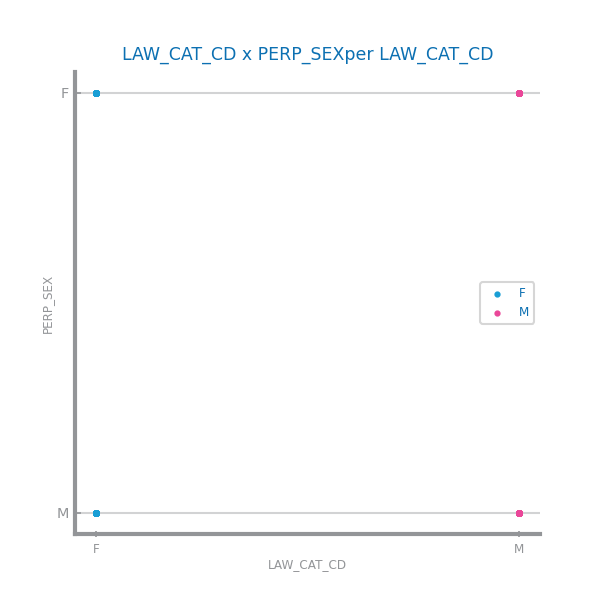 LAW_CAT_CD x PERP_SEXper LAW_CAT_CD
F
PERP_SEX
F
M
M
F
M
LAW_CAT_CD